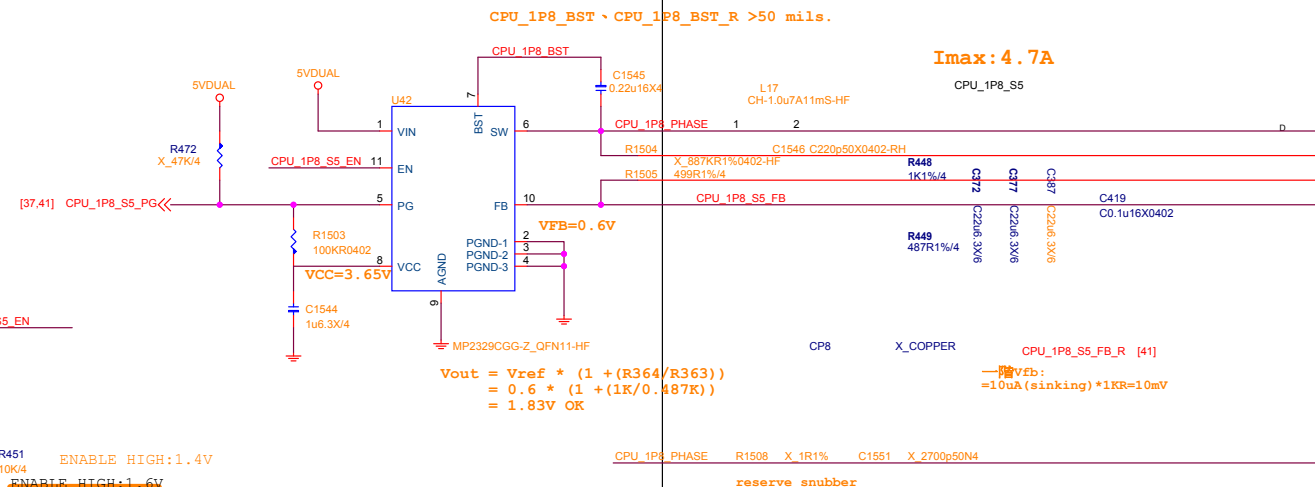 CPU_1P8_BST、CPU_1P8_BST_R >50 mils.
CPU_1P8_BST
Imax:4.7A
CPU_1P8_S5
5VDUAL
5VDUAL
C1545
0.22u16X4
L17
CH-1.0u7A11mS-HF
U42
7
BST
1
VIN
SW
6
CPU_1P8_PHASE
1
2
D
R472
X_47K/4
R1504
C1546
C220p50X0402-RH
X_887KR1%0402-HF
CPU_1P8_S5_EN
11
EN
R1505
499R1%/4
R448
1K1%/4
C372
C377
C387
[37,41]
CPU_1P8_S5_PG
5
PG
FB
10
CPU_1P8_S5_FB
C419
C0.1u16X0402
VFB=0.6V
C22u6.3X/6
C22u6.3X/6
C22u6.3X/6
R1503
100KR0402
PGND-1
2
PGND-2
3
PGND-3
4
R449
487R1%/4
8
VCC
VCC=3.65V
AGND
9
C1544
1u6.3X/4
S5_EN
MP2329CGG-Z_QFN11-HF
CP8
X_COPPER
CPU_1P8_S5_FB_R
[41]
Vout = Vref * (1 +(R364/R363))
= 0.6 * (1 +(1K/0.487K))
= 1.83V OK
一階Vfb:
=10uA(sinking)*1KR=10mV
R451
10K/4
ENABLE HIGH:1.4V
ENABLE HIGH:1.6V
CPU_1P8_PHASE
R1508
X_1R1%
C1551
X_2700p50N4
reserve snubber